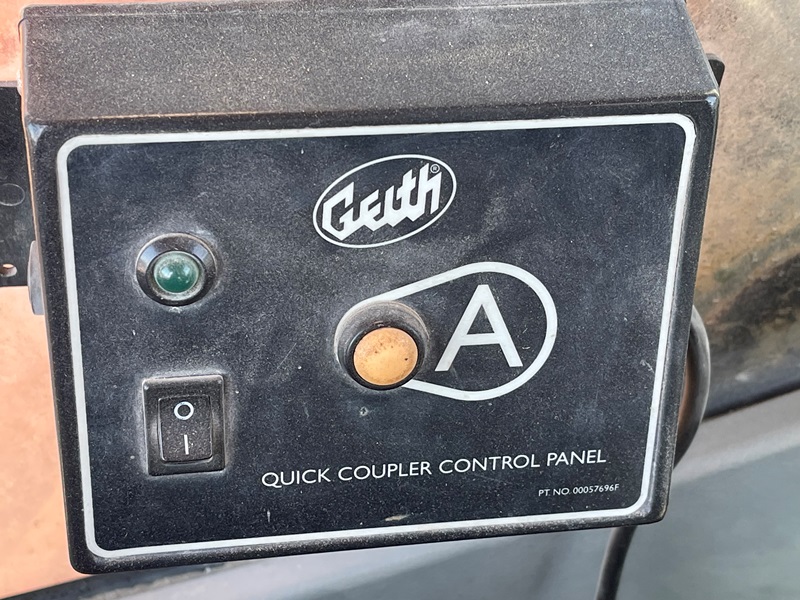 Geith®
A
O
I
QUICK COUPLER CONTROL PANEL
PT. NO. 00057696F